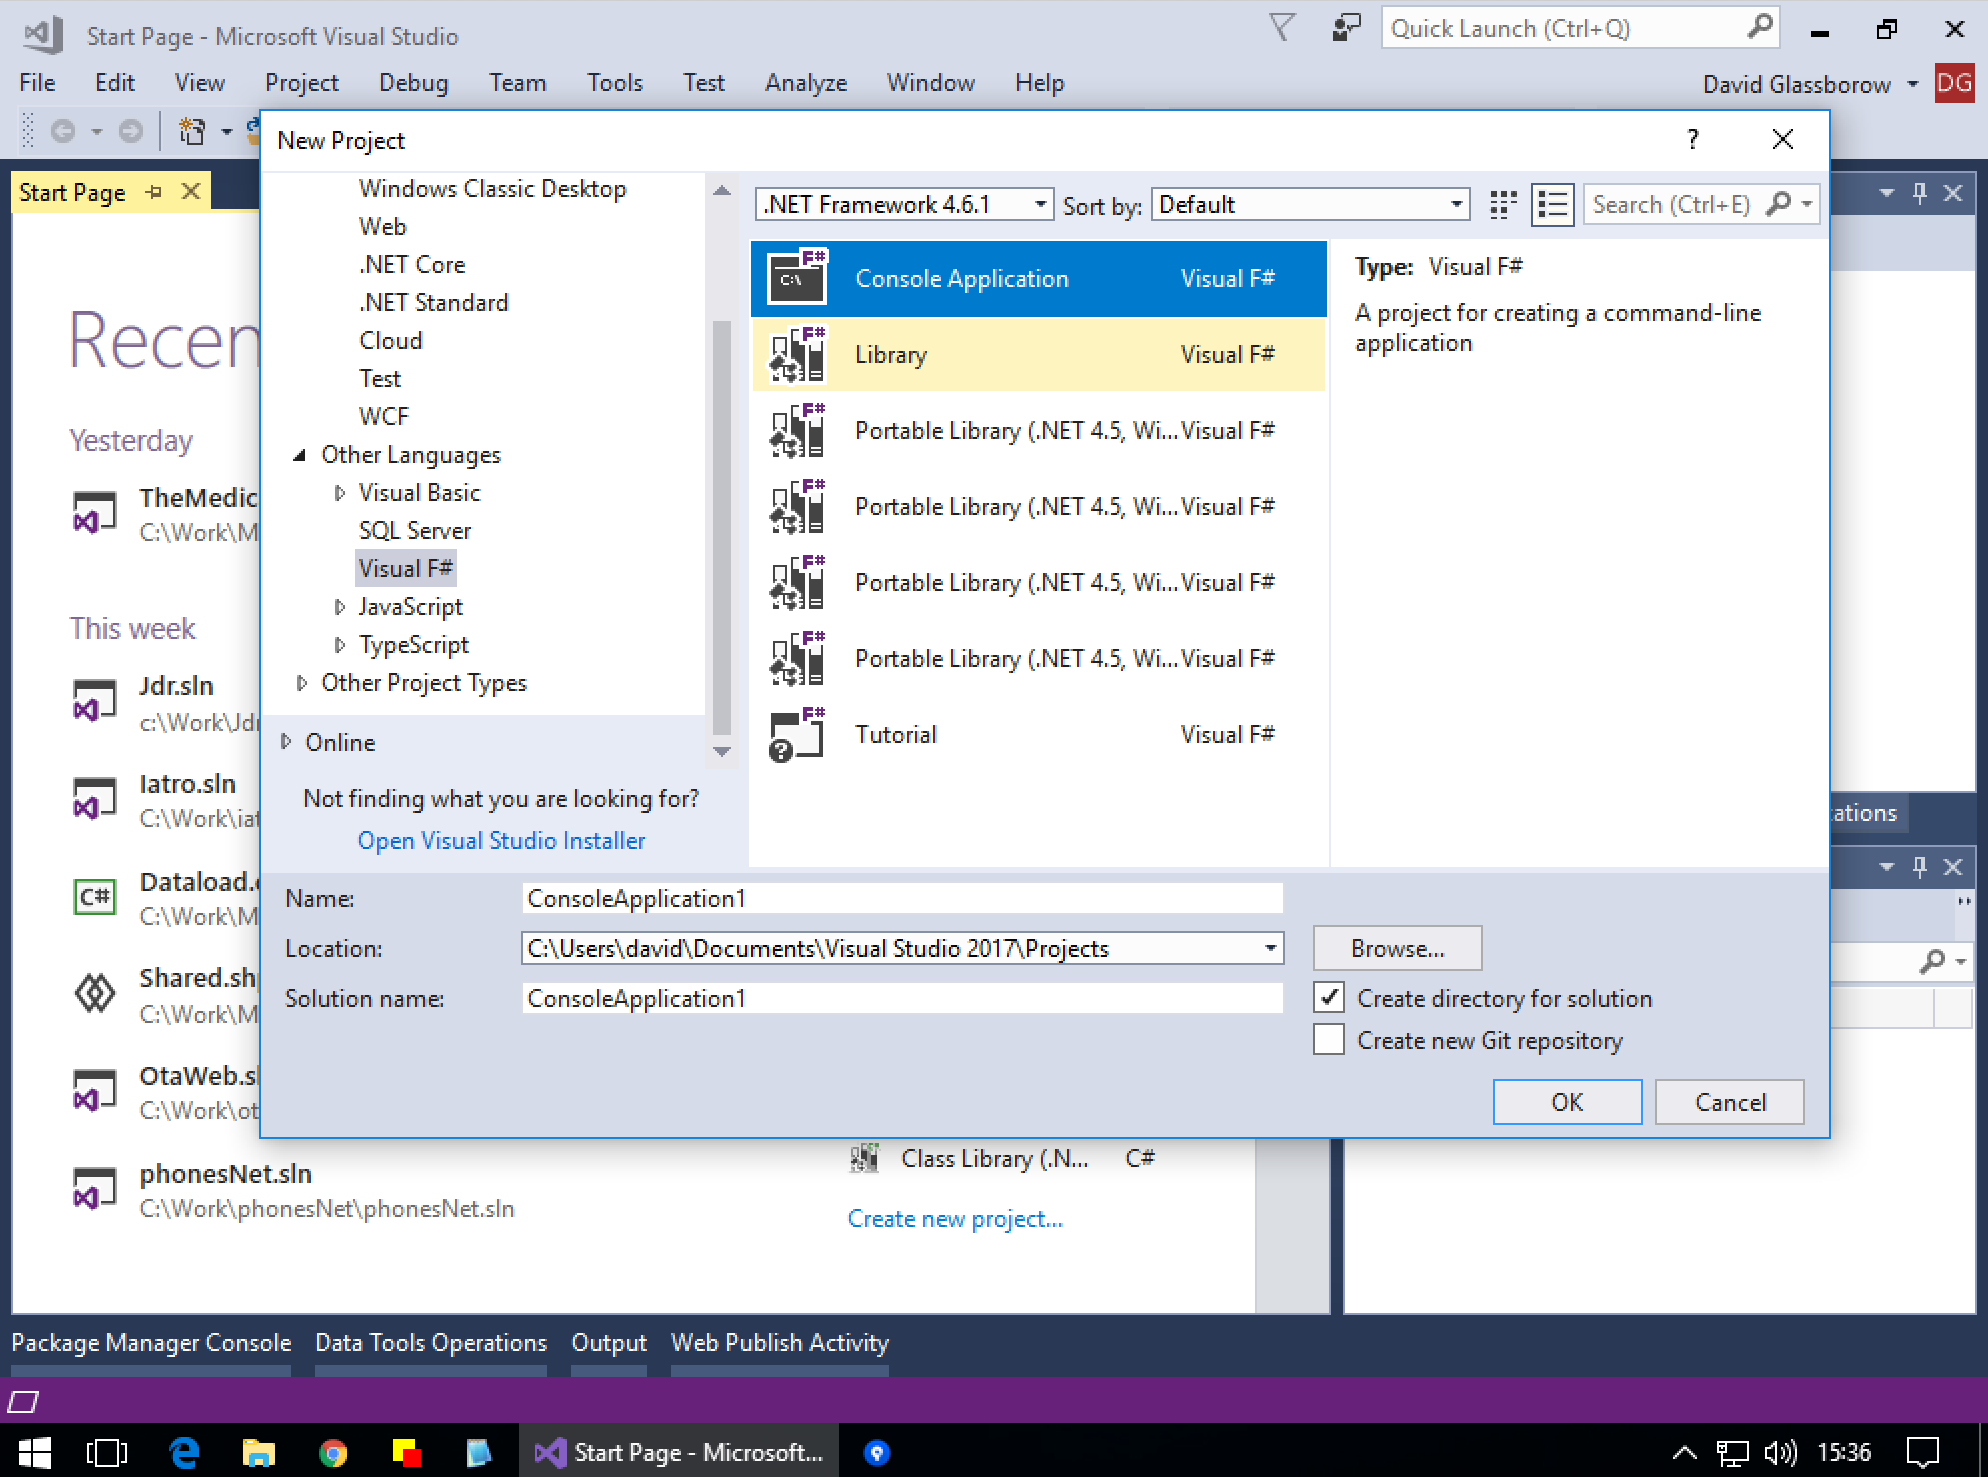 Start Page - Microsoft Visual Studio
Quick Launch (Ctrl+Q)
File Edit View Project Debug Team Tools Test Analyze Window Help
David Glassborow DG
New Project
?
Start Page
Windows Classic Desktop
Web
.NET Core
.NET Standard
Cloud
Test
WCF
Other Languages
Visual Basic
SQL Server
Visual F#
JavaScript
TypeScript
Other Project Types
Online
Not finding what you are looking for?
Open Visual Studio Installer
.NET Framework 4.6.1 Sort by: Default
Search (Ctrl+E)
F# C:\ Console Application Visual F#
F# Library Visual F#
F# Portable Library (.NET 4.5, Wi... Visual F#
F# Portable Library (.NET 4.5, Wi... Visual F#
F# Portable Library (.NET 4.5, Wi... Visual F#
F# Portable Library (.NET 4.5, Wi... Visual F#
F# ? Tutorial Visual F#
Type: Visual F#
A project for creating a command-line
application
Name: ConsoleApplication1
Location: C:\Users\david\Documents\Visual Studio 2017\Projects
Browse...
Solution name: ConsoleApplication1
Create directory for solution
Create new Git repository
OK Cancel
Recen
Yesterday
TheMedic
C:\Work\M
This week
Jdr.sln
c:\Work\Jdr
Iatro.sln
C:\Work\iat
C# Dataload.
C:\Work\M
Shared.sh
C:\Work\M
OtaWeb.sl
C:\Work\ot
phonesNet.sln
C:\Work\phonesNet\phonesNet.sln
Class Library (.N... C#
Create new project...
ations
Package Manager Console Data Tools Operations Output Web Publish Activity
Start Page - Microsoft...
15:36